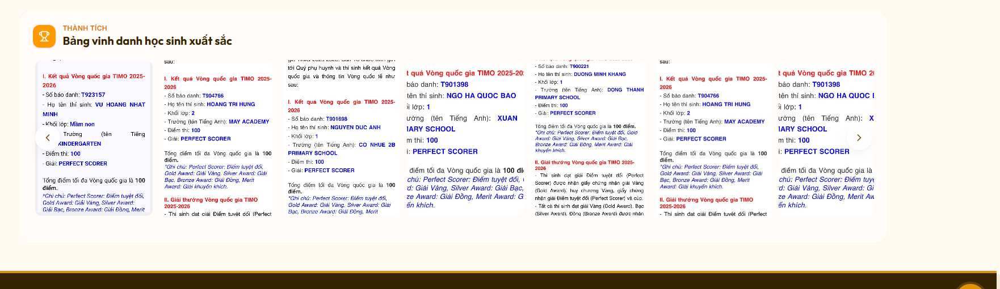 THÀNH TÍCH
Bảng vinh danh học sinh xuất sắc
I. Kết quả Vòng quốc gia TIMO 2025-
2026
- Số báo danh: T923157
- Họ tên thí sinh: VU HOANG NHAT
MINH
- Khối lớp: Mầm non
Trường (tên Tiếng
KINDERGARTEN
- Điểm thi: 100
- Giải: PERFECT SCORER
Tổng điểm tối đa Vòng quốc gia là 100
điểm.
*Ghi chú: Perfect Scorer: Điểm tuyệt đối,
Gold Award: Giải Vàng, Silver Award:
Giải Bạc, Bronze Award: Giải Đồng, Merit
sau:
I. Kết quả Vòng quốc gia TIMO 2025-
2026
- Số báo danh: T904766
- Họ tên thí sinh: HOANG TRI HUNG
- Khối lớp: 2
- Trường (tên Tiếng Anh): MAY ACADEMY
- Điểm thi: 100
- Giải: PERFECT SCORER
Tổng điểm tối đa Vòng quốc gia là 100
điểm.
*Ghi chú: Perfect Scorer: Điểm tuyệt đối,
Gold Award: Giải Vàng, Silver Award: Giải
Bạc, Bronze Award: Giải Đồng, Merit
Award: Giải khuyến khích.
II. Giải thưởng Vòng quốc gia TIMO
2025-2026
- Thí sinh đạt giải Điểm tuyệt đối (Perfect
tới Quý phụ huynh và thí sinh kết quả Vòng
quốc gia và thông tin Vòng quốc tế như
sau:
I. Kết quả Vòng quốc gia TIMO 2025-
2026
- Số báo danh: T901698
- Họ tên thí sinh: NGUYEN DUC ANH
- Khối lớp: 1
- Trường (tên Tiếng Anh): CO NHUE 2B
PRIMARY SCHOOL
- Điểm thi: 100
- Giải: PERFECT SCORER
Tổng điểm tối đa Vòng quốc gia là 100
điểm.
*Ghi chú: Perfect Scorer: Điểm tuyệt đối,
Gold Award: Giải Vàng, Silver Award: Giải
Bạc, Bronze Award: Giải Đồng, Merit
t quả Vòng quốc gia TIMO 2025-20
báo danh: T901398
tên thí sinh: NGO HA QUOC BAO
i lớp: 1
ường (tên Tiếng Anh): XUAN
IARY SCHOOL
m thi: 100
i: PERFECT SCORER
điểm tối đa Vòng quốc gia là 100 đi
chú: Perfect Scorer: Điểm tuyệt đối,
rd: Giải Vàng, Silver Award: Giải Bạc,
ze Award: Giải Đồng, Merit Award: G
ến khích.
- Số báo danh: T900221
- Họ tên thí sinh: DUONG MINH KHANG
- Khối lớp: 1
- Trường (tên Tiếng Anh): DONG THANH
PRIMARY SCHOOL
- Điểm thi: 100
- Giải: PERFECT SCORER
Tổng điểm tối đa Vòng quốc gia là 100 điểm.
*Ghi chú: Perfect Scorer: Điểm tuyệt đối, Gold
Award: Giải Vàng, Silver Award: Giải Bạc,
Bronze Award: Giải Đồng, Merit Award: Giải
khuyến khích.
II. Giải thưởng Vòng quốc gia TIMO 2025-
2026
- Thí sinh đạt giải Điểm tuyệt đối (Perfect
Scorer) được nhận giấy chứng nhận giải Vàng
(Gold Award), huy chương Vàng, giấy chứng
nhận giải Điểm tuyệt đối (Perfect Scorer) và cúp.
- Tất cả thí sinh đạt giải Vàng (Gold Award), Bạc
(Silver Award), Đồng (Bronze Award) được nhận
sau:
I. Kết quả Vòng quốc gia TIMO 2025-
2026
- Số báo danh: T904766
- Họ tên thí sinh: HOANG TRI HUNG
- Khối lớp: 2
- Trường (tên Tiếng Anh): MAY ACADEMY
- Điểm thi: 100
- Giải: PERFECT SCORER
Tổng điểm tối đa Vòng quốc gia là 100
điểm.
*Ghi chú: Perfect Scorer: Điểm tuyệt đối,
Gold Award: Giải Vàng, Silver Award: Giải
Bạc, Bronze Award: Giải Đồng, Merit
Award: Giải khuyến khích.
II. Giải thưởng Vòng quốc gia TIMO
2025-2026
- Thí sinh đạt giải Điểm tuyệt đối (Perfect
t quả Vòng quốc gia TIMO 2025-20
báo danh: T901398
tên thí sinh: NGO HA QUOC
i lớp: 1
ường (tên Tiếng Anh): X
IARY SCHOOL
m thi: 100
i: PERFECT SCORER
điểm tối đa Vòng quốc gia là
chú: Perfect Scorer: Điểm tuyệ
rd: Giải Vàng, Silver Award: Giải
ze Award: Giải Đồng, Merit Aw
ến khích.